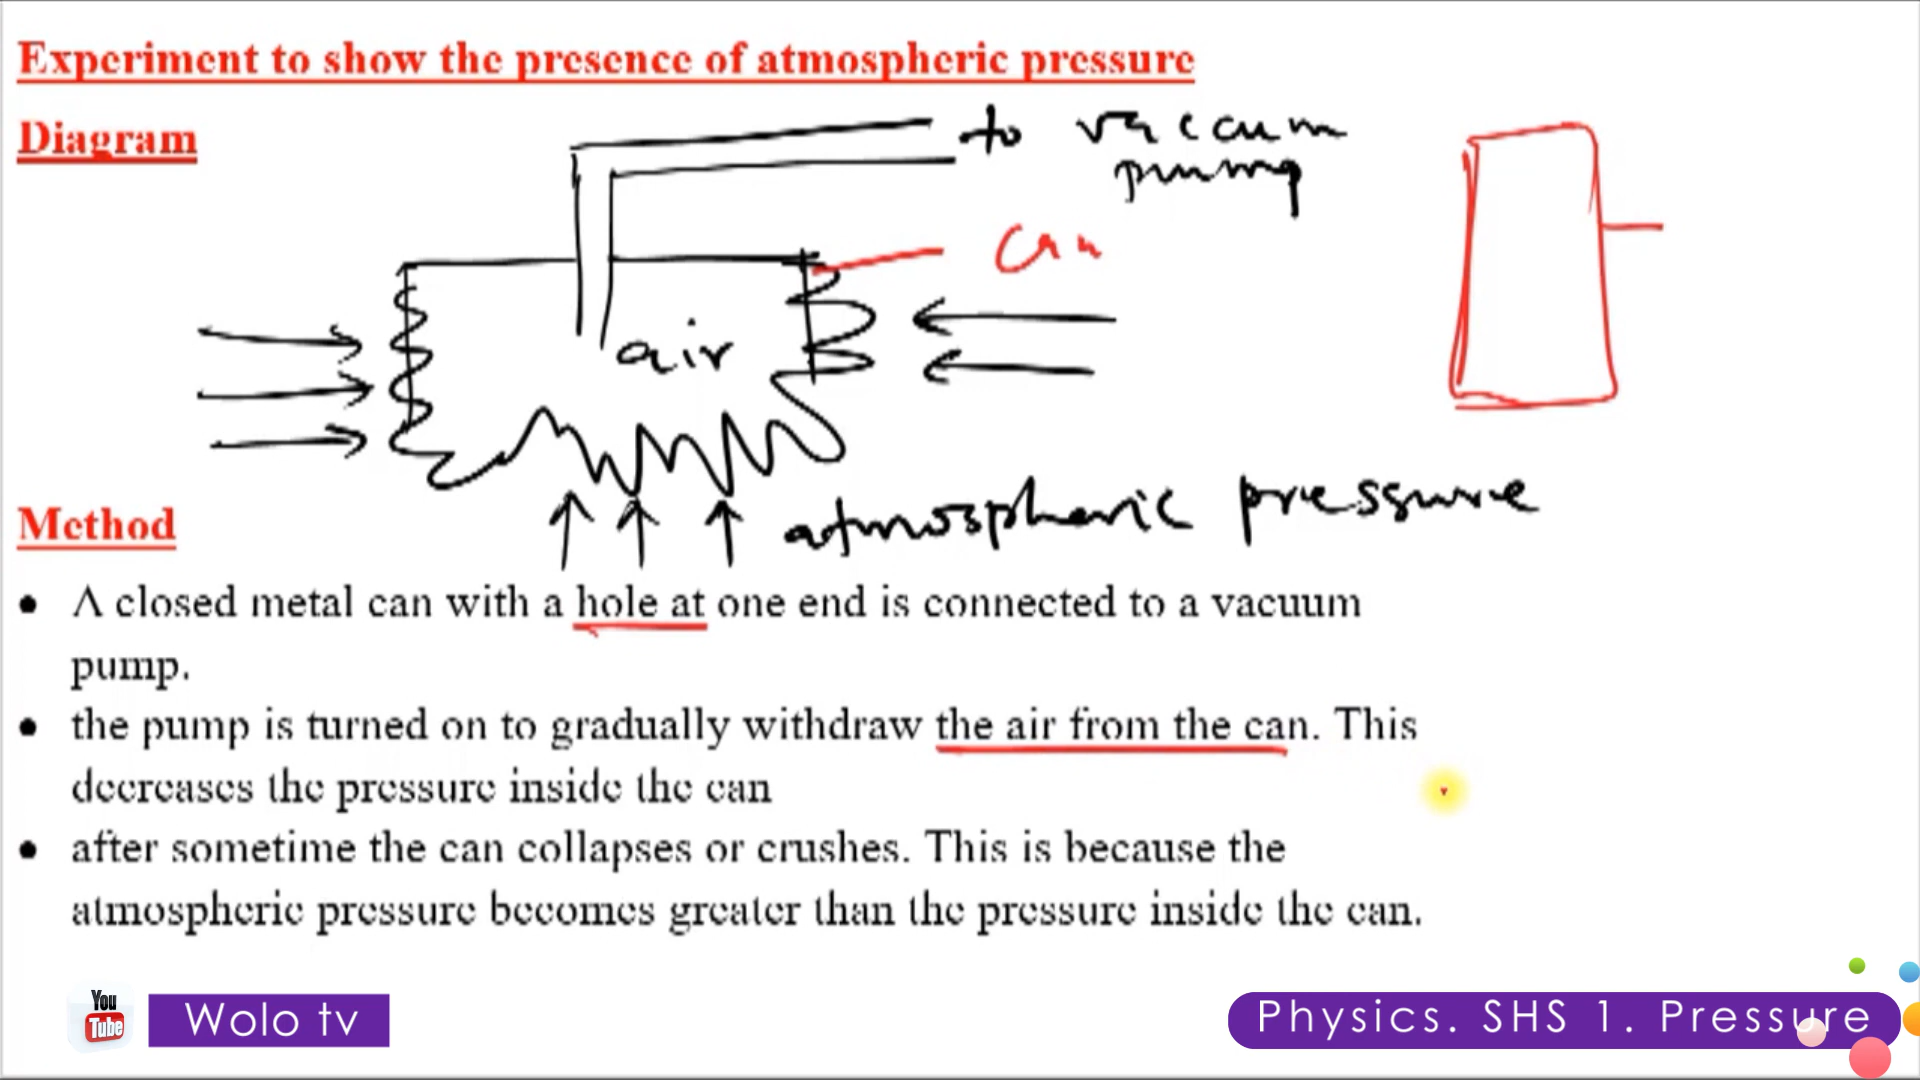 Experiment to show the presence of atmospheric pressure
Diagram
to vaccum
pump
can
air
atmospheric pressure
Method
• A closed metal can with a hole at one end is connected to a vacuum
pump.
• the pump is turned on to gradually withdraw the air from the can. This
decreases the pressure inside the can
• after sometime the can collapses or crushes. This is because the
atmospheric pressure becomes greater than the pressure inside the can.
You
Tube
Wolo tv
Physics. SHS 1. Pressure